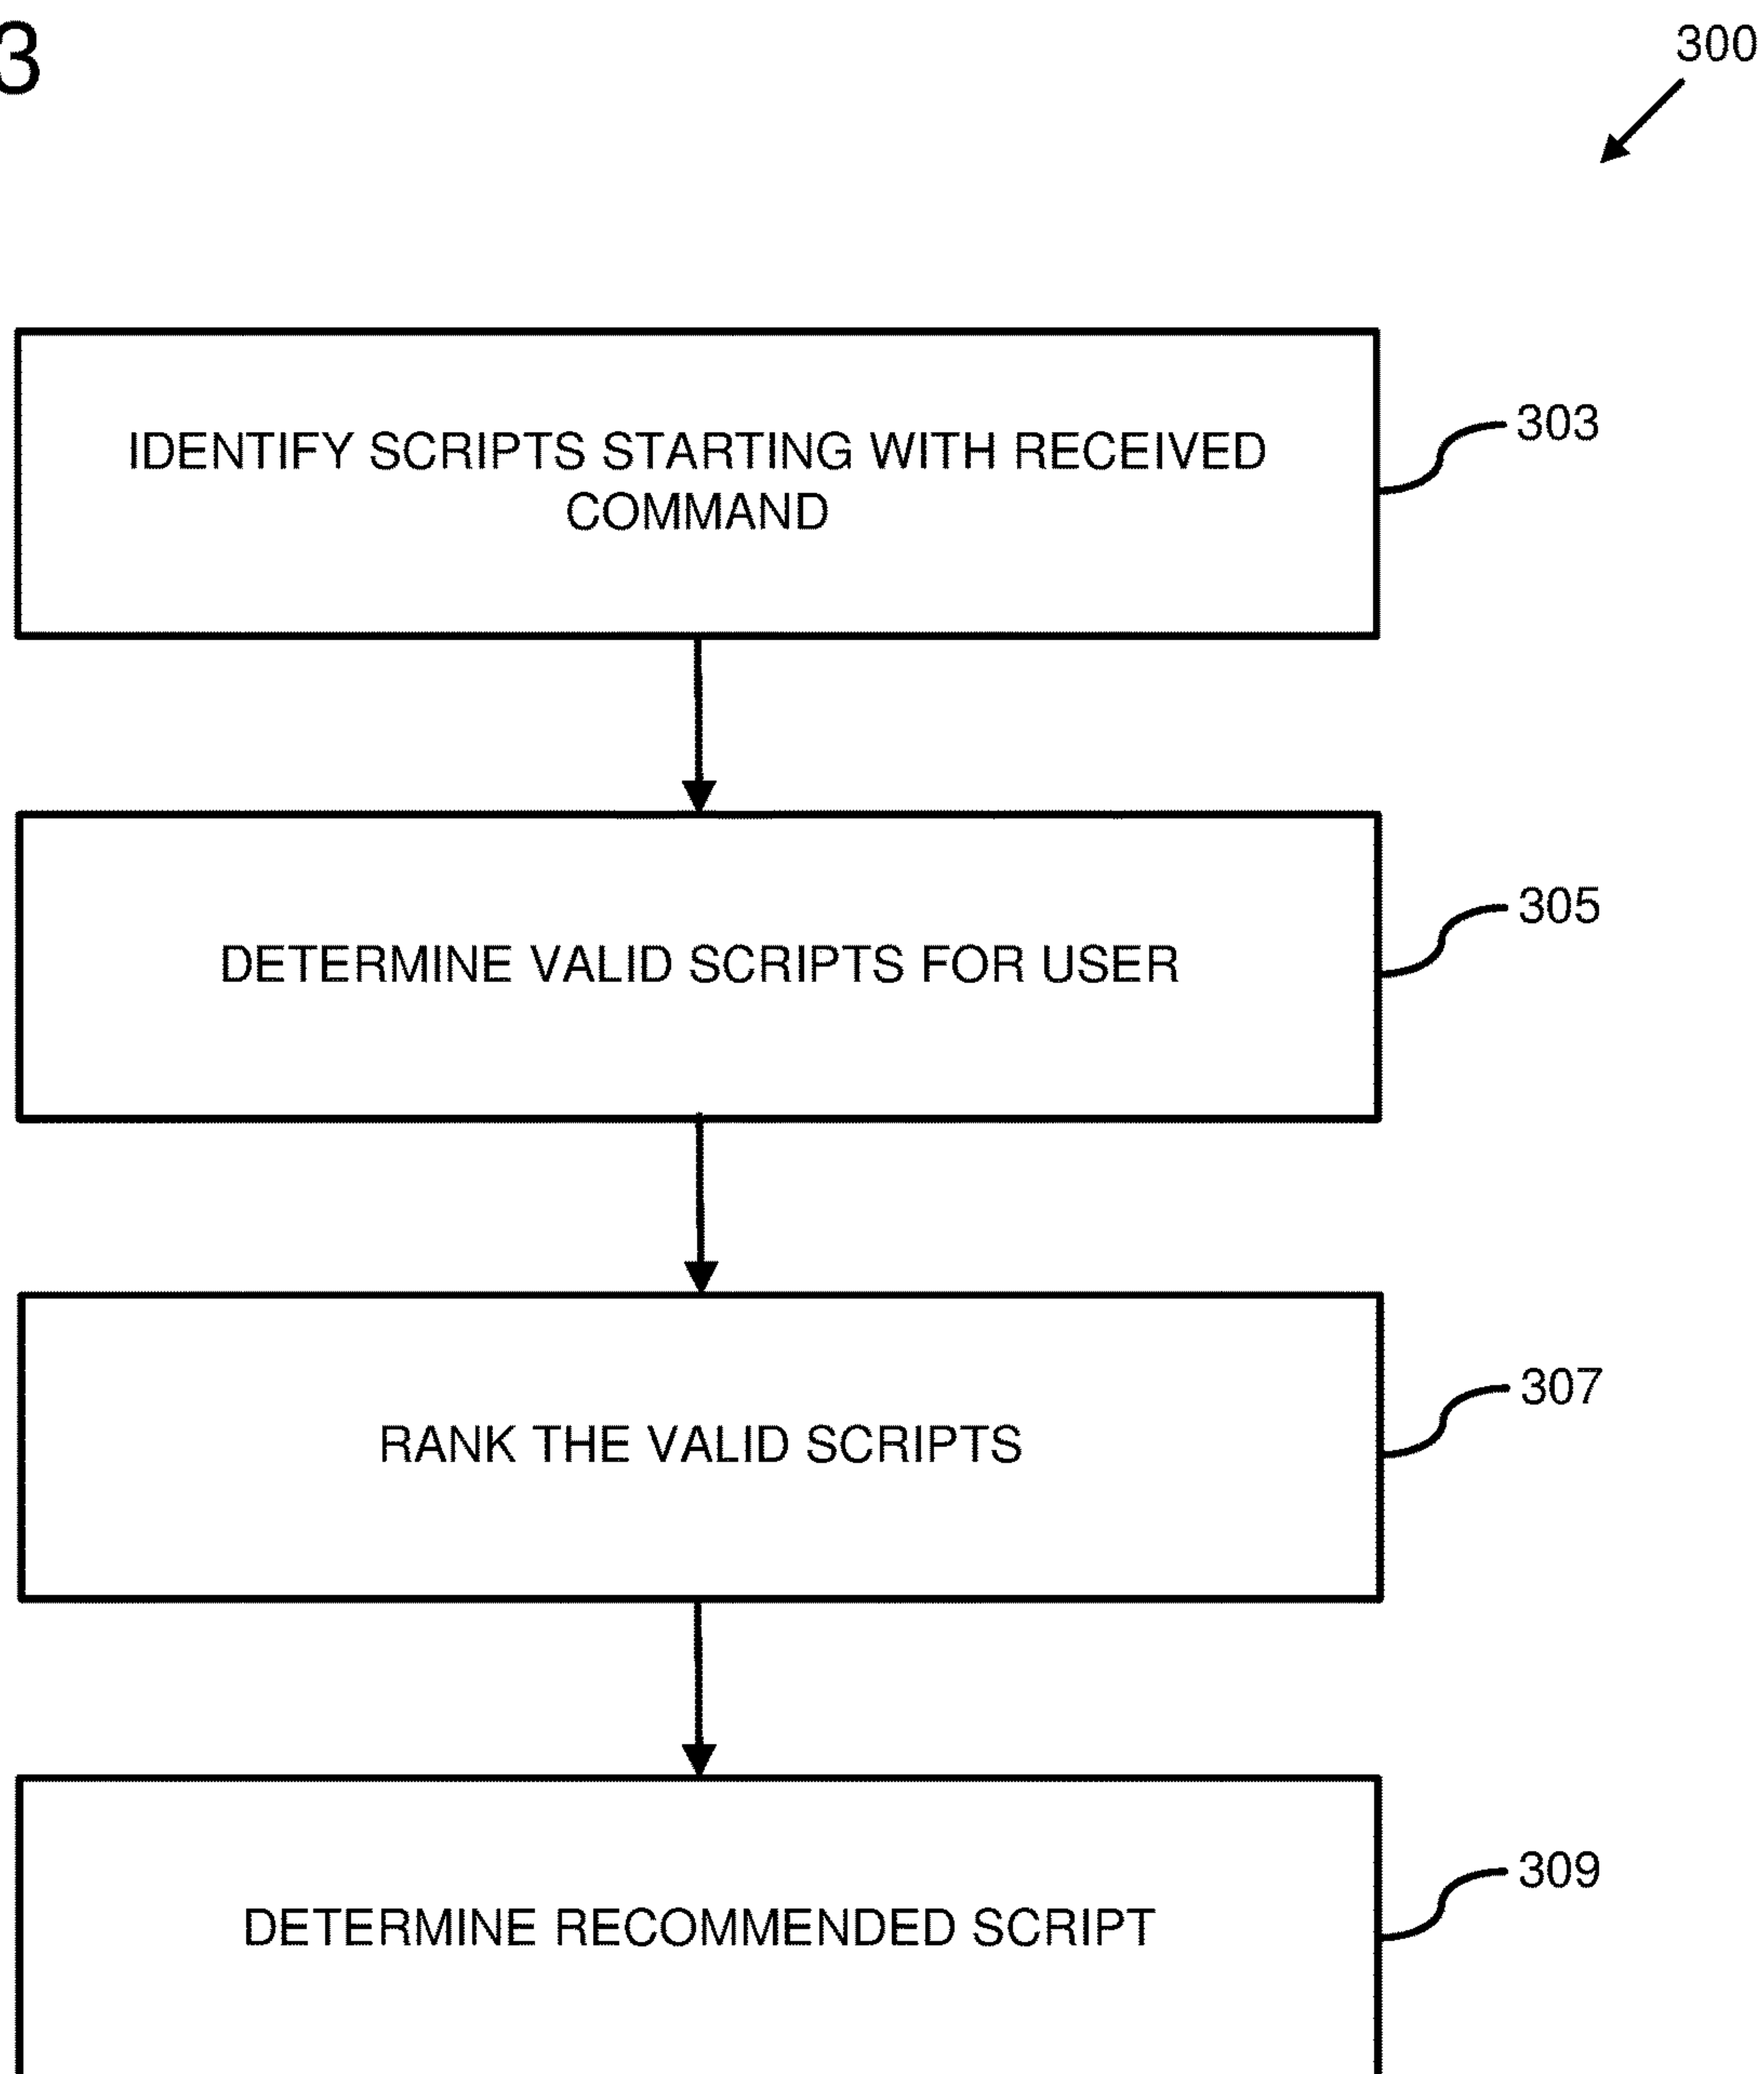 3
300
IDENTIFY SCRIPTS STARTING WITH RECEIVED
COMMAND
303
DETERMINE VALID SCRIPTS FOR USER
305
RANK THE VALID SCRIPTS
307
DETERMINE RECOMMENDED SCRIPT
309